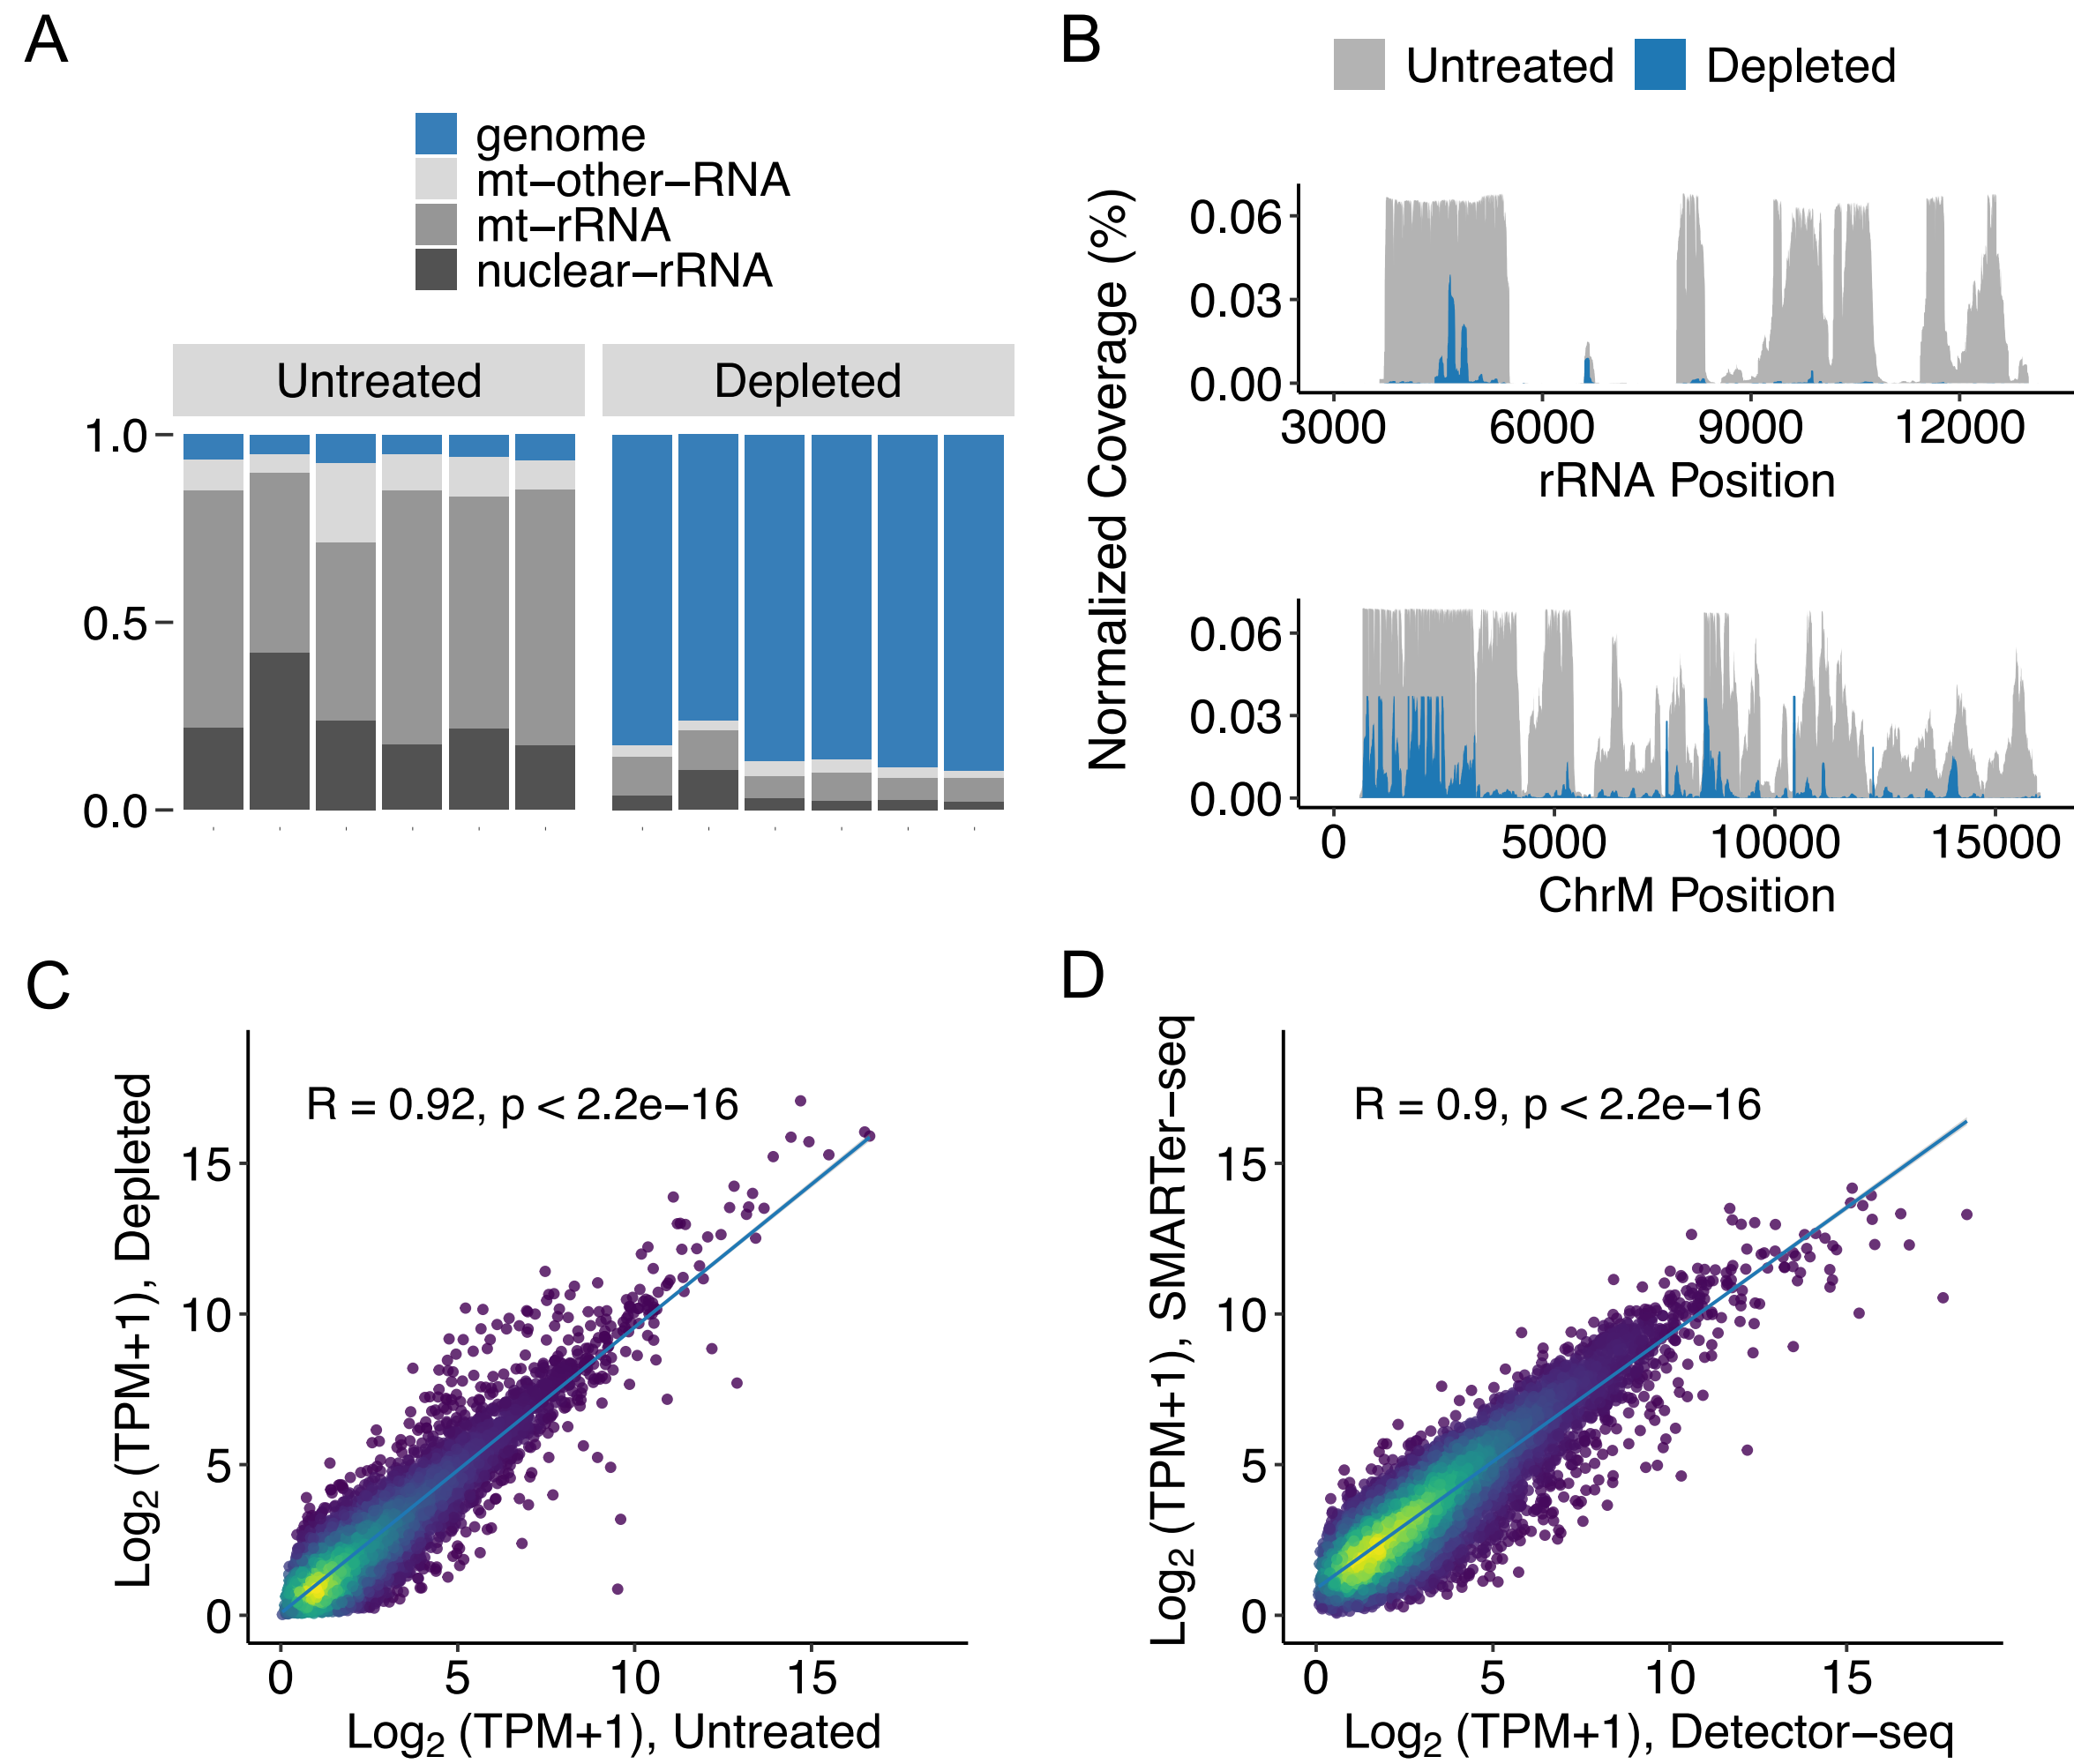 A
genome
mt−other−RNA
mt−rRNA
nuclear−rRNA
Untreated
Depleted
1.0
0.5
0.0
B
Untreated
Depleted
Normalized Coverage (%)
0.06
0.03
0.00
3000
6000
9000
12000
rRNA Position
0.06
0.03
0.00
0
5000
10000
15000
ChrM Position
C
R = 0.92, p < 2.2e−16
Log2 (TPM+1), Depleted
15
10
5
0
0
5
10
15
Log2 (TPM+1), Untreated
D
R = 0.9, p < 2.2e−16
Log2 (TPM+1), SMARTer−seq
15
10
5
0
0
5
10
15
Log2 (TPM+1), Detector−seq